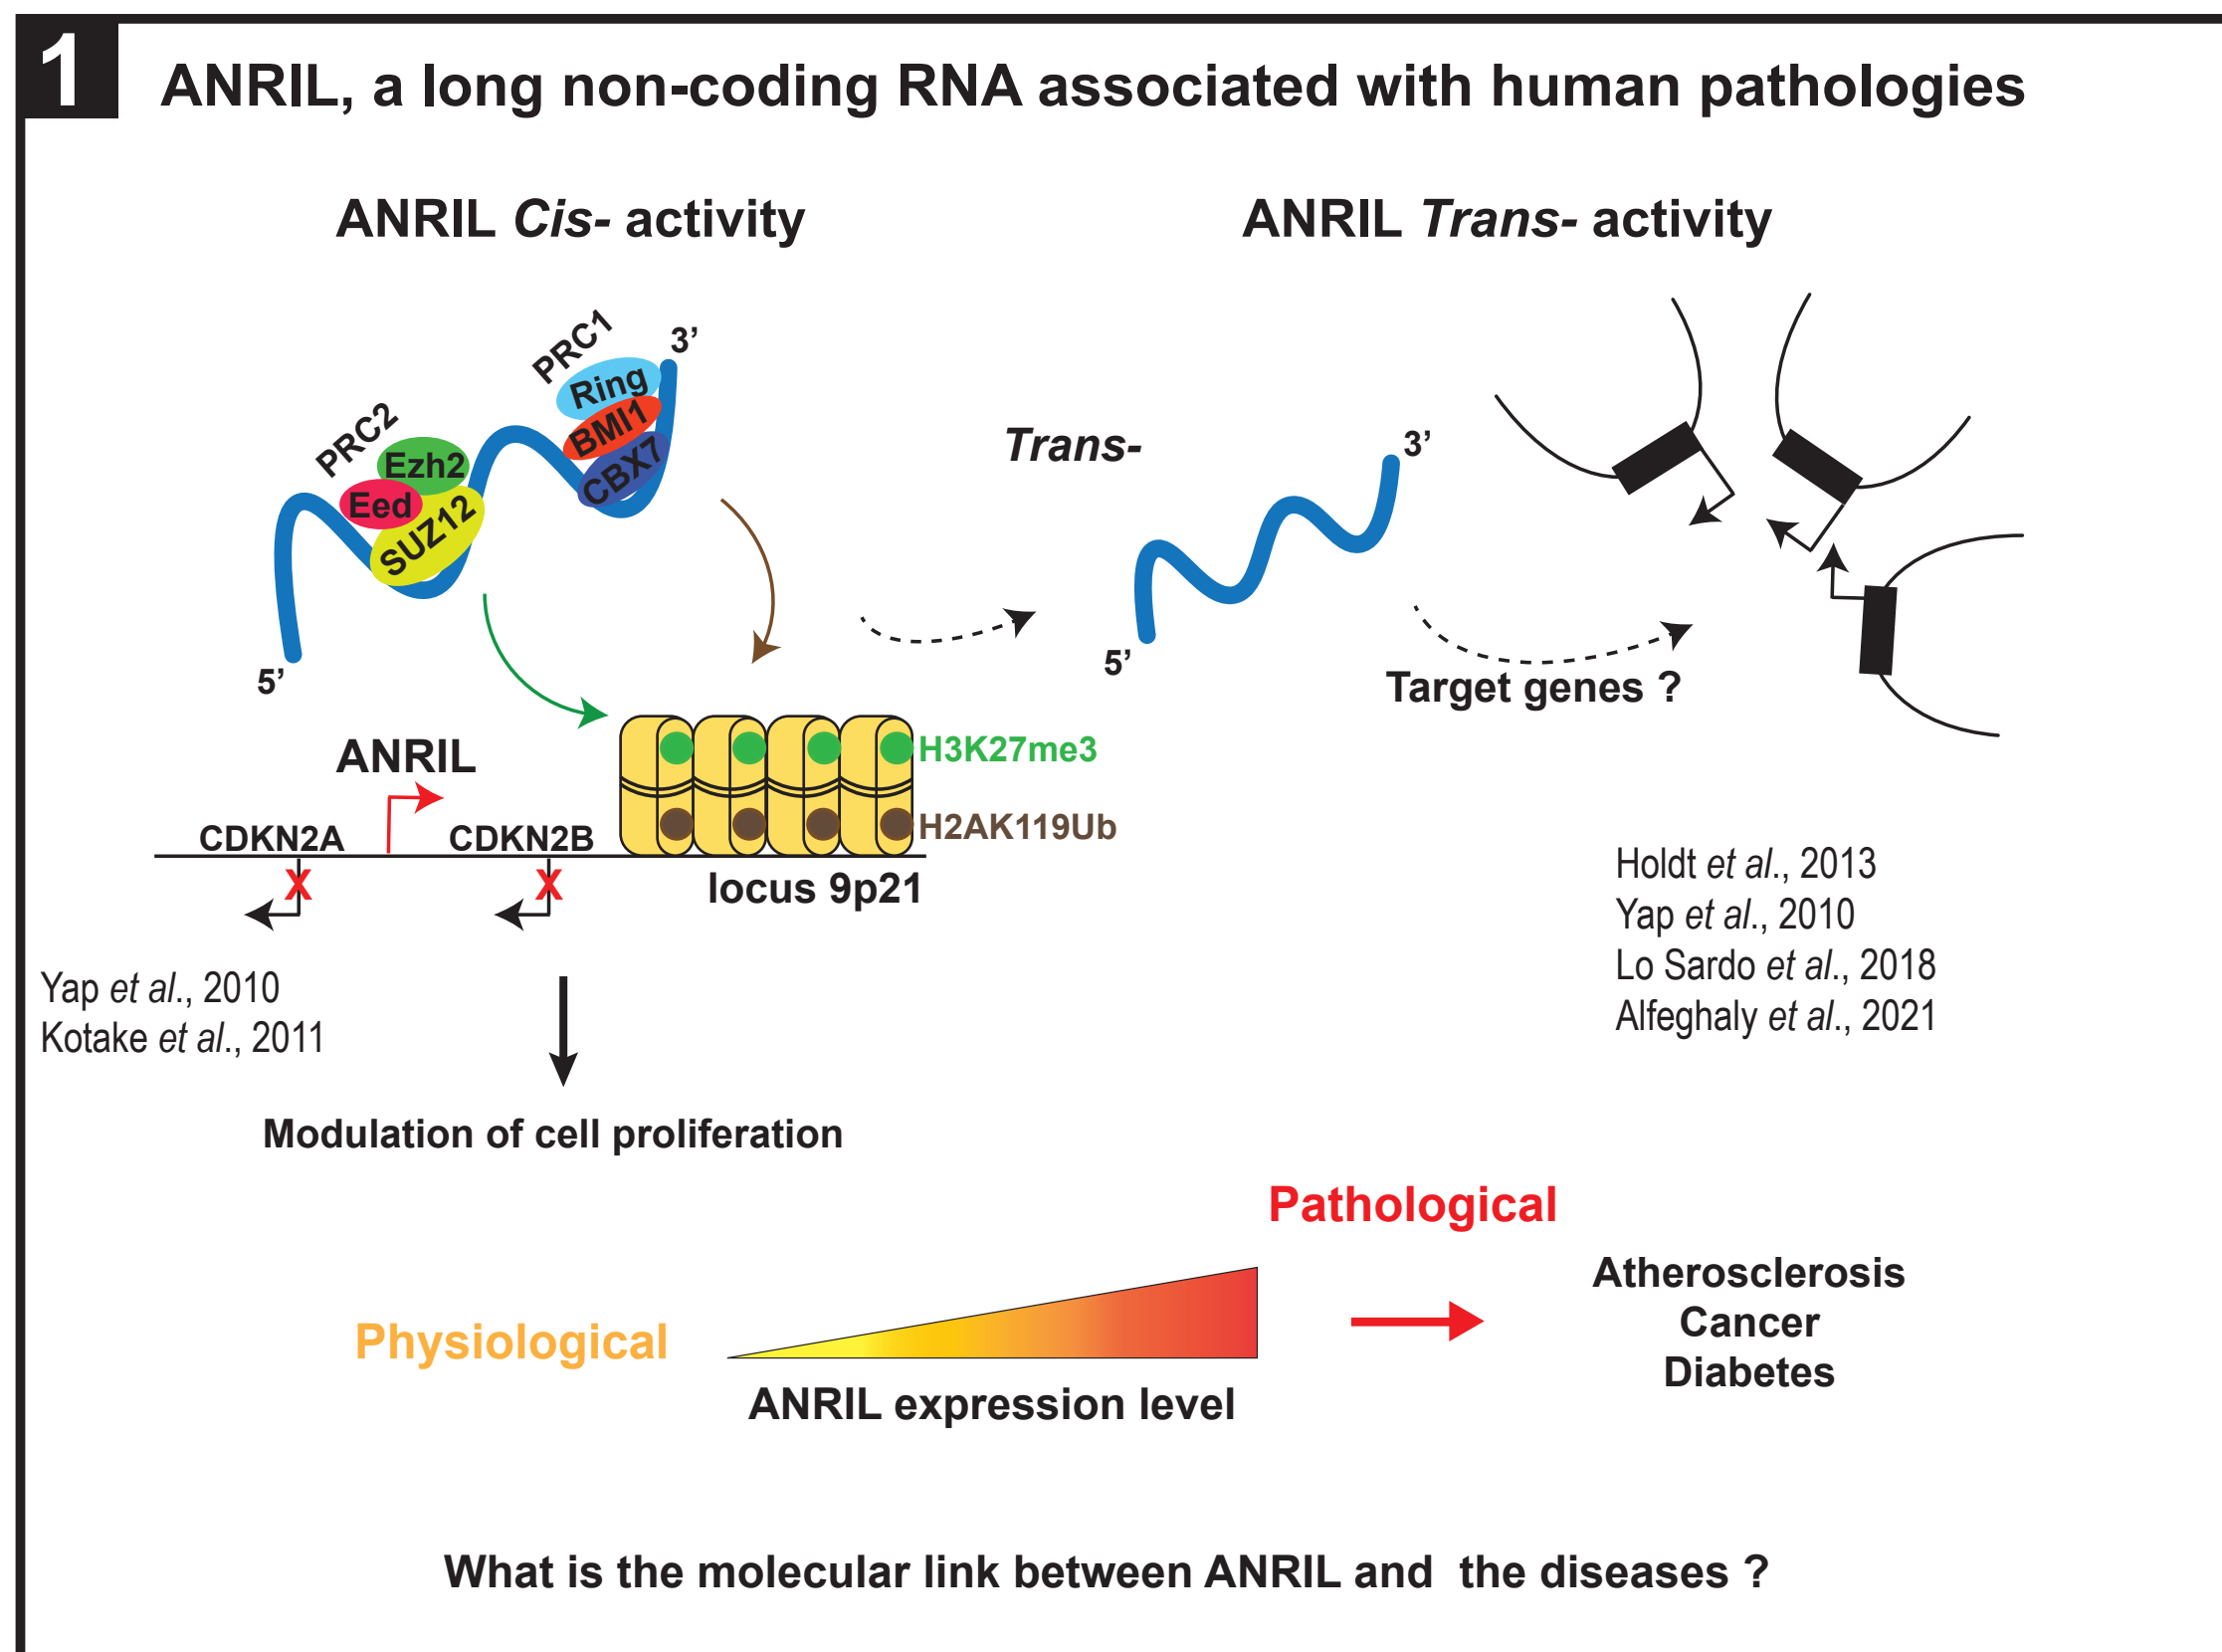 1
ANRIL, a long non-coding RNA associated with human pathologies
ANRIL Cis- activity
PRC1
3’
Ring
BMI1
CBX7
PRC2
Ezh2
Eed
SUZ12
5’
ANRIL
CDKN2A
X
CDKN2B
X
H3K27me3
H2AK119Ub
locus 9p21
Yap et al., 2010
Kotake et al., 2011
Modulation of cell proliferation
ANRIL Trans- activity
Trans-
3’
5’
Target genes ?
Holdt et al., 2013
Yap et al., 2010
Lo Sardo et al., 2018
Alfeghaly et al., 2021
Physiological
ANRIL expression level
Pathological
Atherosclerosis
Cancer
Diabetes
What is the molecular link between ANRIL and  the diseases ?